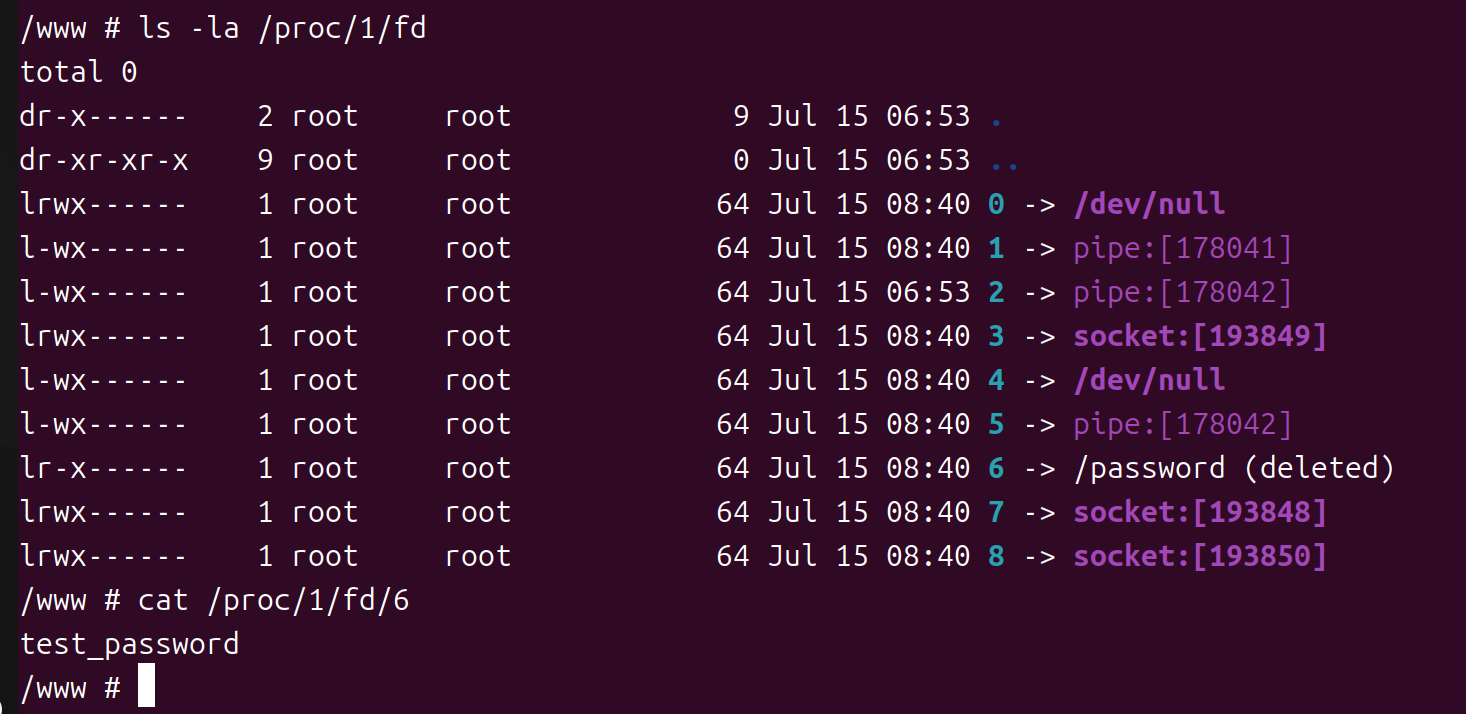 /www # ls -la /proc/1/fd
total 0
dr-x------    2 root     root             9 Jul 15 06:53 .
dr-xr-xr-x    9 root     root             0 Jul 15 06:53 ..
lrwx------    1 root     root            64 Jul 15 08:40 0 -> /dev/null
l-wx------    1 root     root            64 Jul 15 08:40 1 -> pipe:[178041]
l-wx------    1 root     root            64 Jul 15 06:53 2 -> pipe:[178042]
lrwx------    1 root     root            64 Jul 15 08:40 3 -> socket:[193849]
l-wx------    1 root     root            64 Jul 15 08:40 4 -> /dev/null
l-wx------    1 root     root            64 Jul 15 08:40 5 -> pipe:[178042]
lr-x------    1 root     root            64 Jul 15 08:40 6 -> /password (deleted)
lrwx------    1 root     root            64 Jul 15 08:40 7 -> socket:[193848]
lrwx------    1 root     root            64 Jul 15 08:40 8 -> socket:[193850]
/www # cat /proc/1/fd/6
test_password
/www #